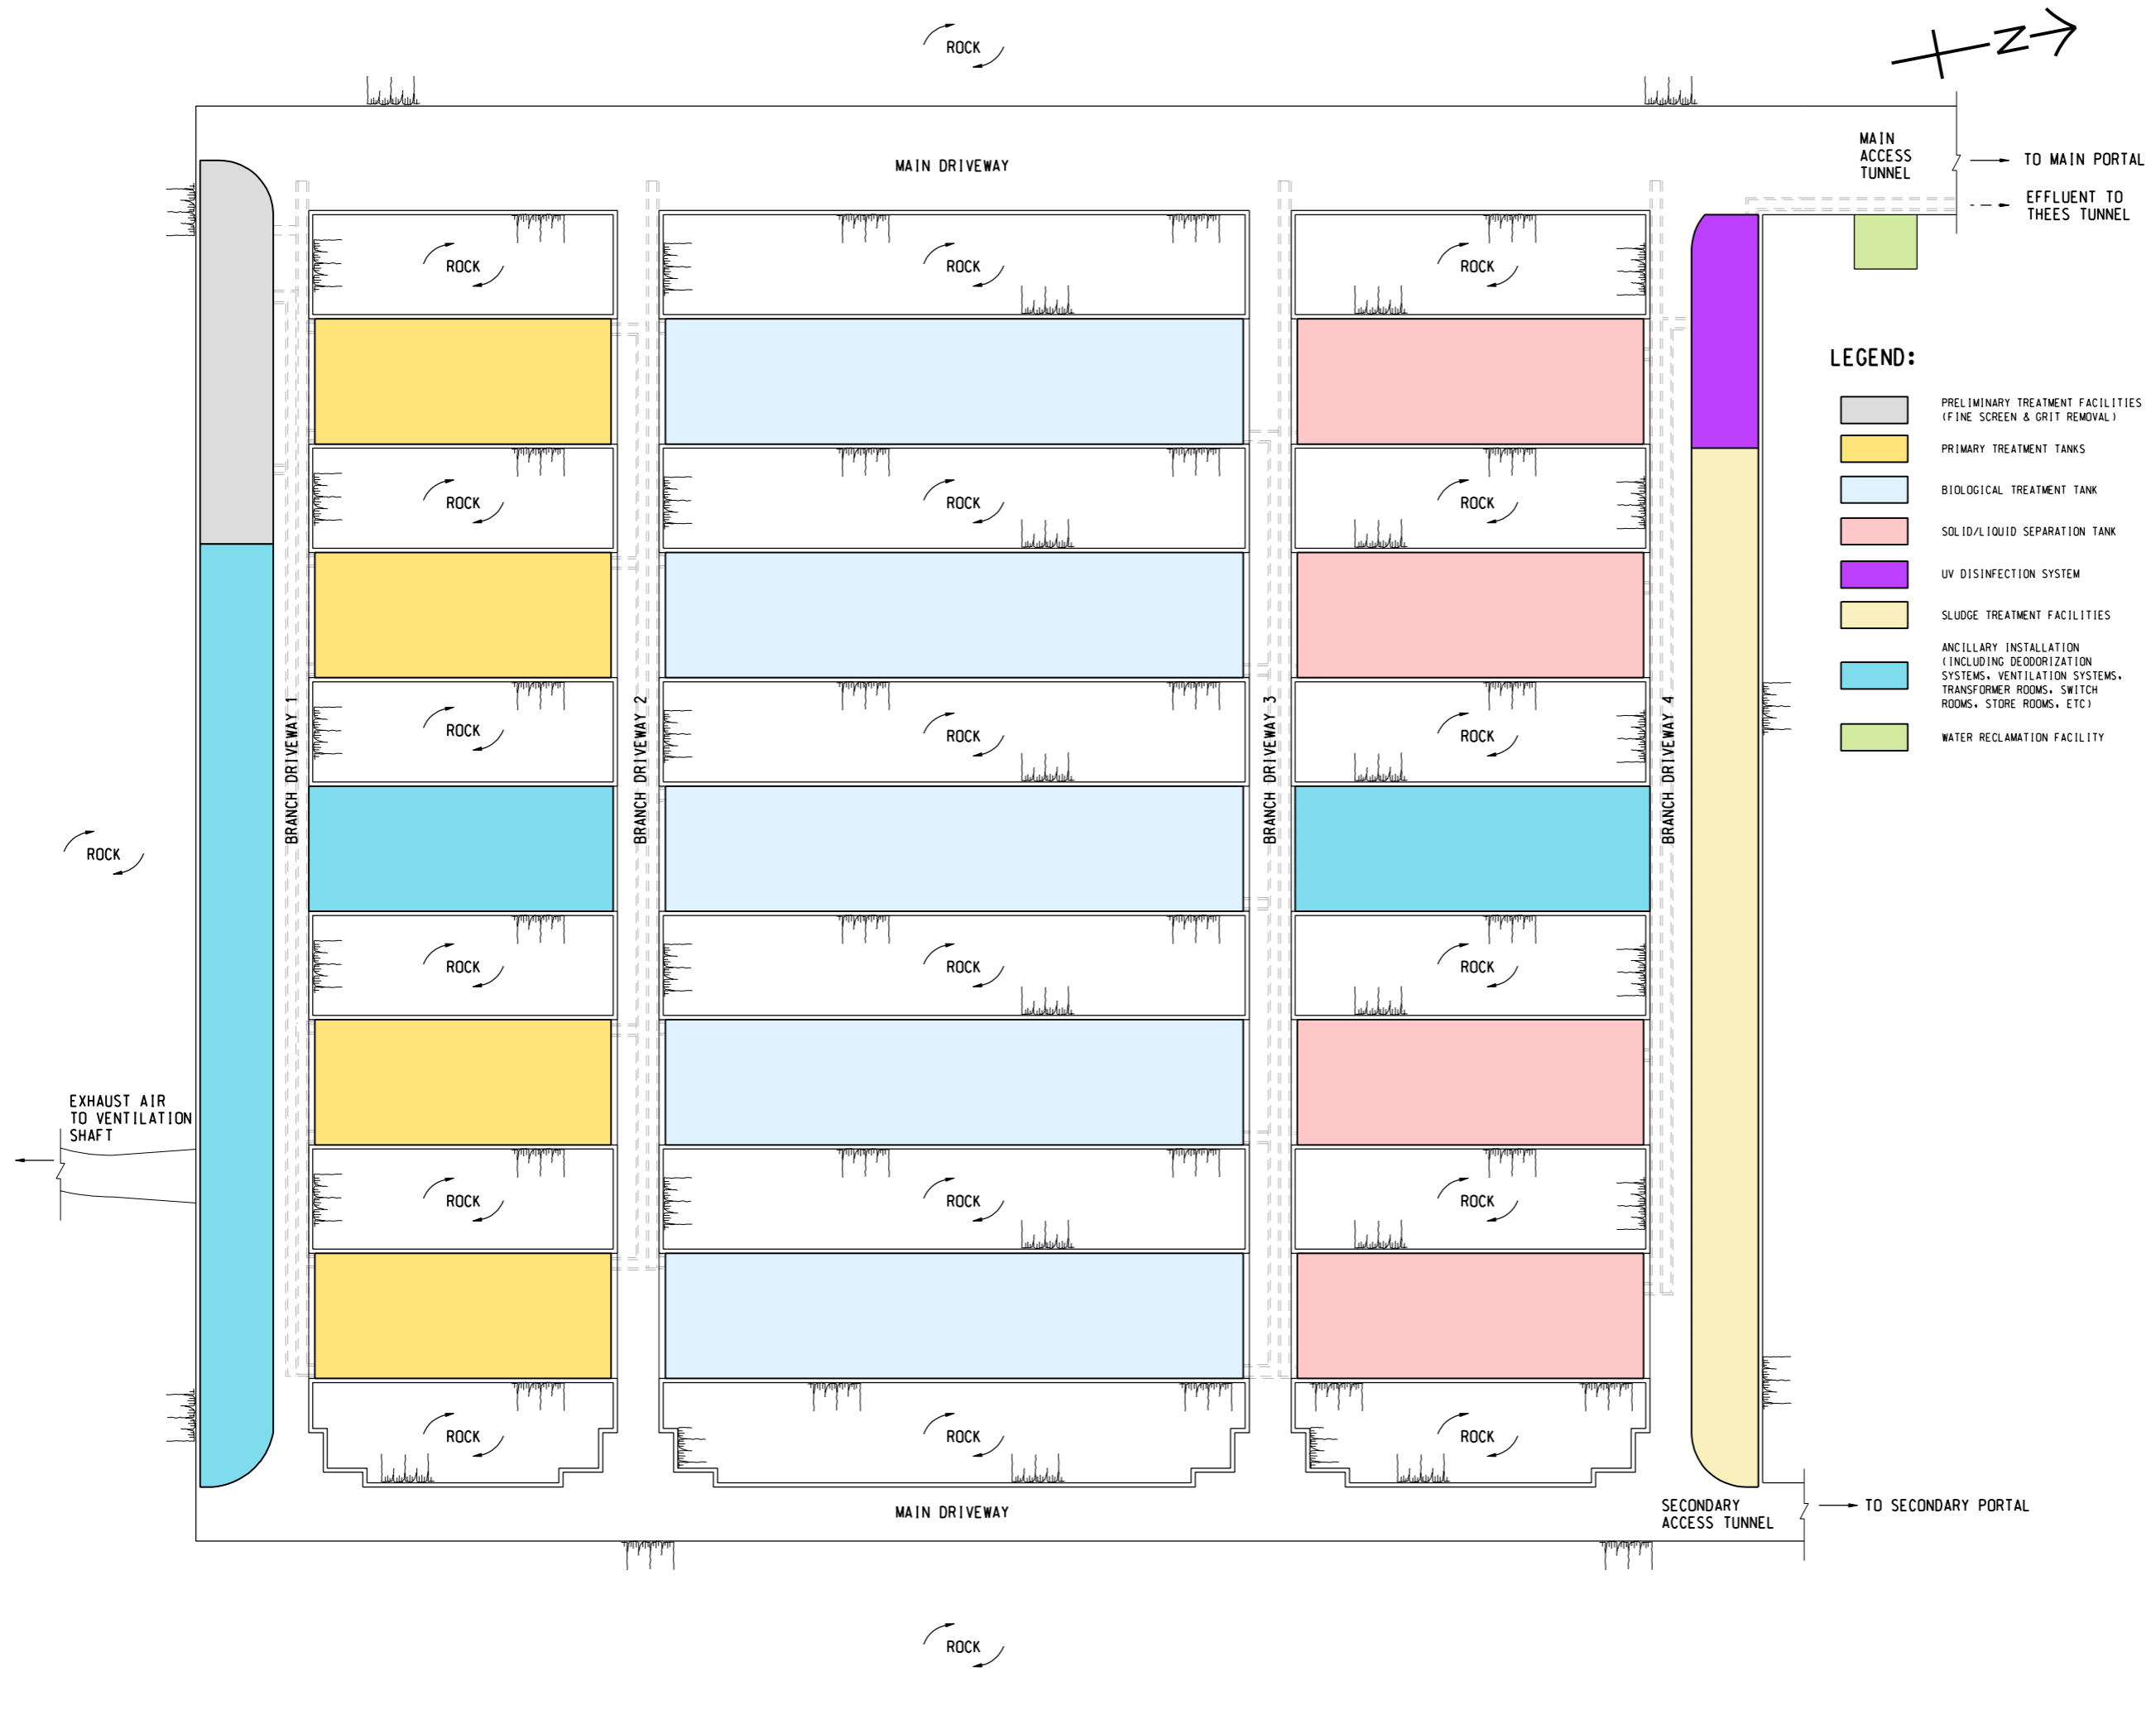 ROCK
N
MAIN DRIVEWAY
MAIN
ACCESS
TUNNEL
TO MAIN PORTAL
EFFLUENT TO
THEES TUNNEL
ROCK
ROCK
ROCK
LEGEND:
PRELIMINARY TREATMENT FACILITIES
(FINE SCREEN & GRIT REMOVAL)
PRIMARY TREATMENT TANKS
BIOLOGICAL TREATMENT TANK
SOLID/LIQUID SEPARATION TANK
UV DISINFECTION SYSTEM
SLUDGE TREATMENT FACILITIES
ANCILLARY INSTALLATION
(INCLUDING DEODORIZATION
SYSTEMS, VENTILATION SYSTEMS,
TRANSFORMER ROOMS, SWITCH
ROOMS, STORE ROOMS, ETC)
WATER RECLAMATION FACILITY
ROCK
ROCK
ROCK
ROCK
ROCK
ROCK
BRANCH DRIVEWAY 1
BRANCH DRIVEWAY 2
BRANCH DRIVEWAY 3
BRANCH DRIVEWAY 4
ROCK
ROCK
ROCK
ROCK
EXHAUST AIR
TO VENTILATION
SHAFT
ROCK
ROCK
ROCK
ROCK
ROCK
ROCK
MAIN DRIVEWAY
SECONDARY
ACCESS TUNNEL
TO SECONDARY PORTAL
ROCK